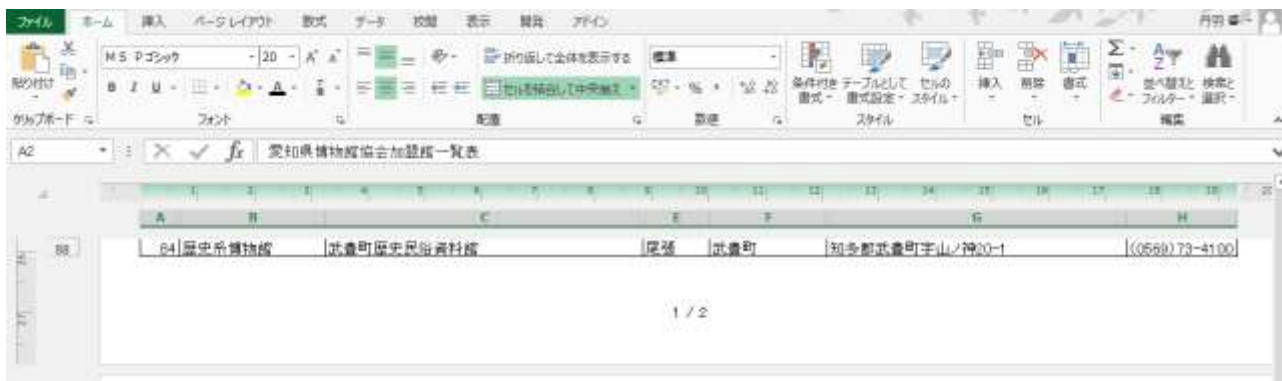 ファイル ホーム 挿入 ページレイアウト 数式 データ 校閲 表示 開発 アドイン
MS Pゴシック 20 折り返して全体を表示する 標準
貼り付け B I U セルを結合して中央揃え % 条件付き書式 テーブルとして書式設定 セルのスタイル 挿入 削除 書式 並べ替えとフィルター 検索と選択
クリップボード フォント 配置 数値 スタイル セル 編集
A2 fx 愛知県博物館協会加盟館一覧表
A B C E F G H
88 64 歴史系博物館 武豊町歴史民俗資料館 尾張 武豊町 知多郡武豊町字山ノ神20-1 (0569)73-4100
1 / 2